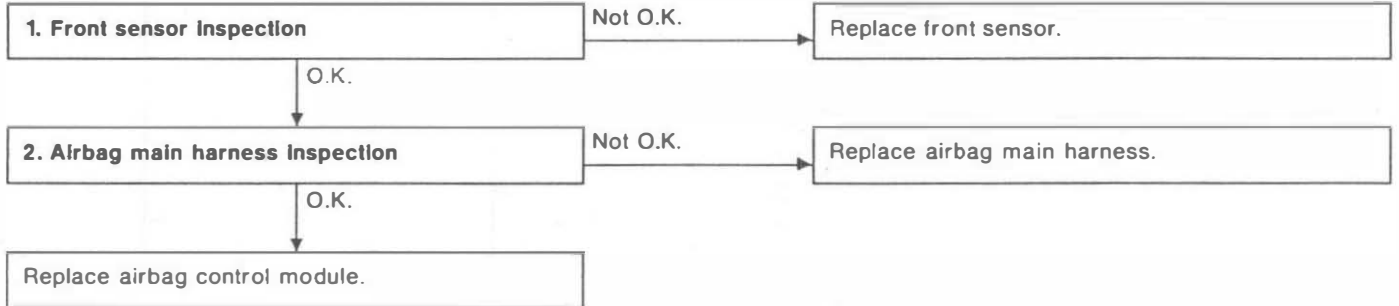 1. Front sensor inspection
Not O.K.
Replace front sensor.
O.K.
2. Airbag main harness inspection
Not O.K.
Replace airbag main harness.
O.K.
Replace airbag control module.